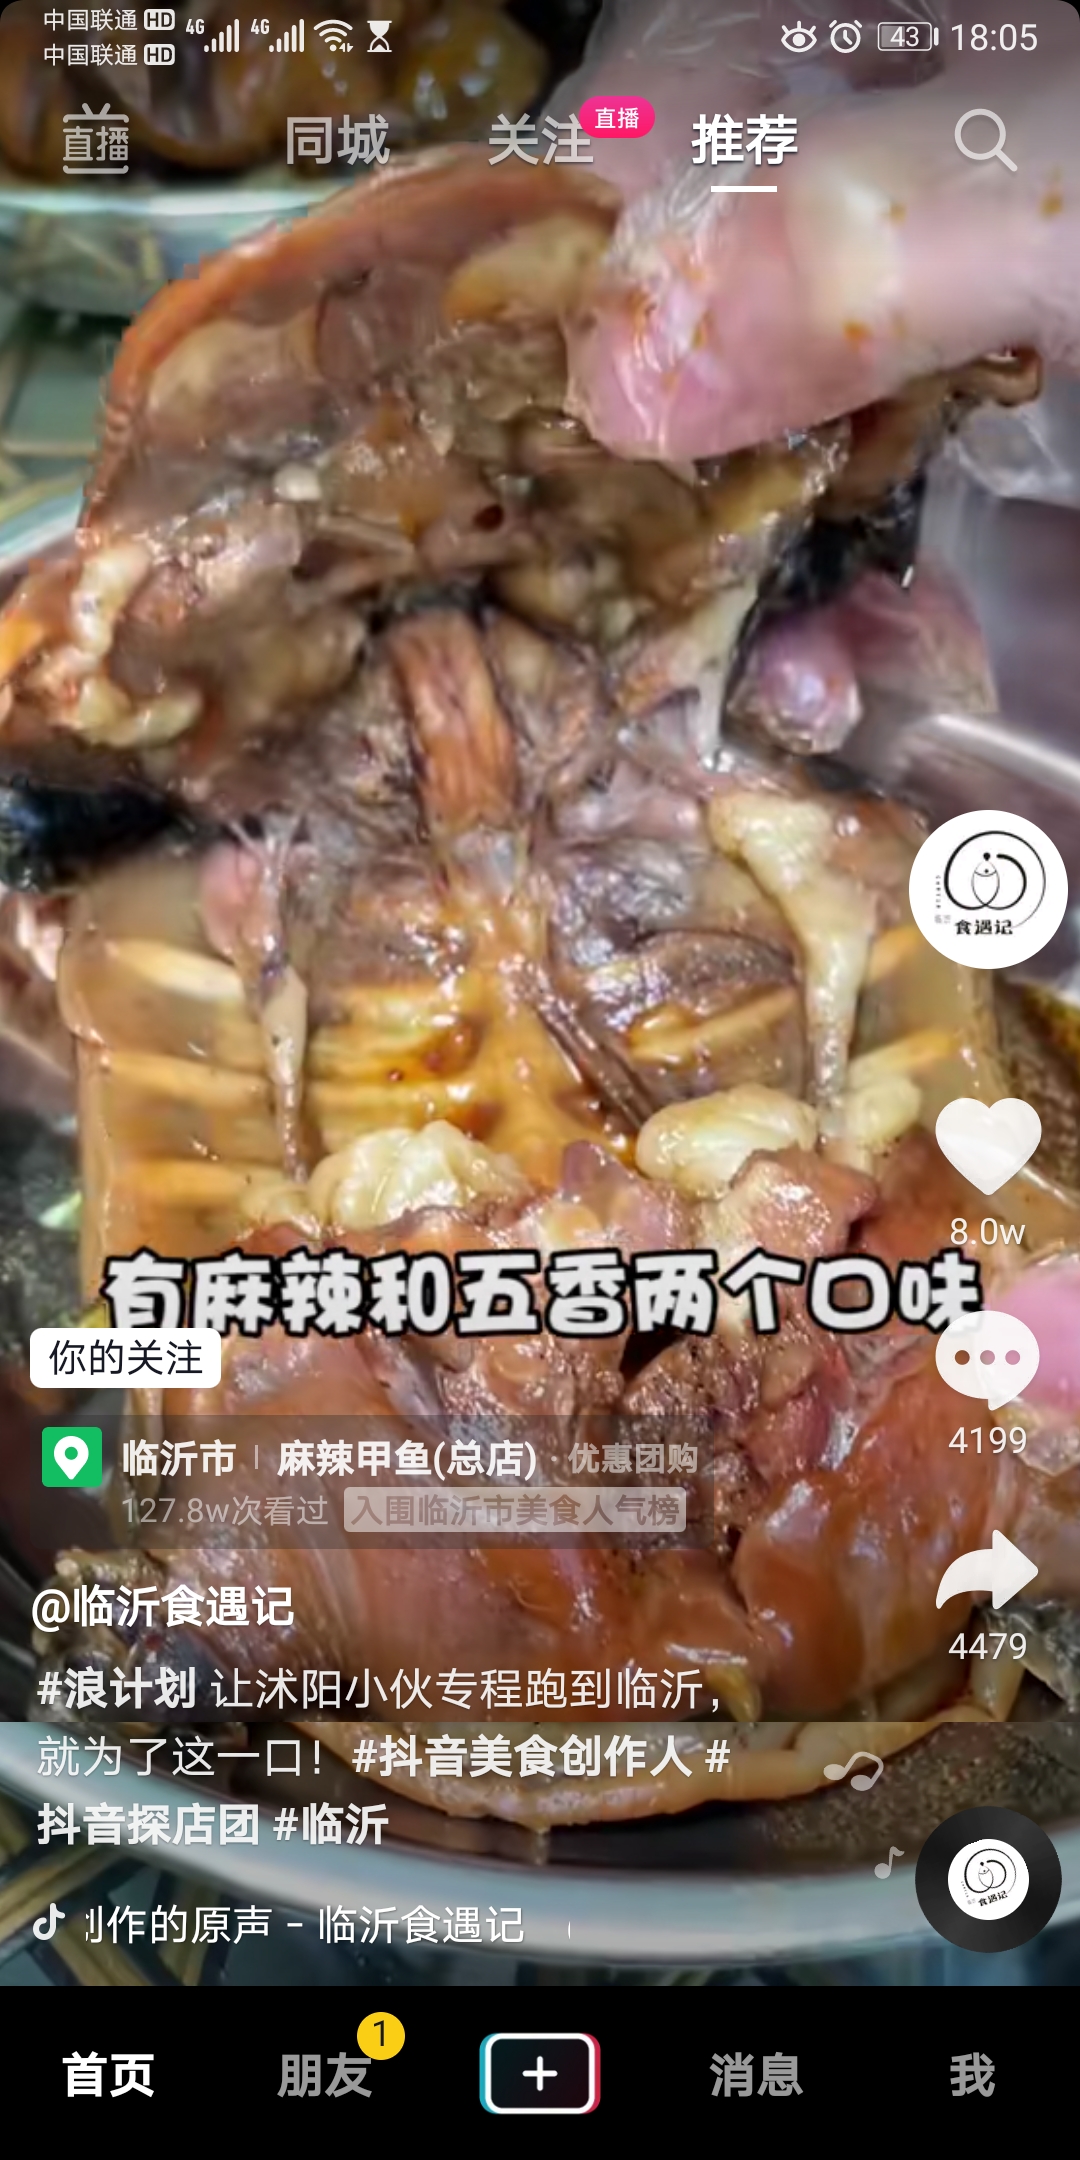 中国联通 HD 4G 4G 43 18:05
中国联通 HD
直播 同城 关注 直播 推荐
食遇记
8.0w
有麻辣和五香两个口味
你的关注
4199
临沂市 | 麻辣甲鱼(总店) · 优惠团购
127.8w次看过 入围临沂市美食人气榜
@临沂食遇记
4479
#浪计划 让沭阳小伙专程跑到临沂，
就为了这一口！#抖音美食创作人 #
抖音探店团 #临沂
创作的原声 - 临沂食遇记
食遇记
首页 朋友 1 消息 我